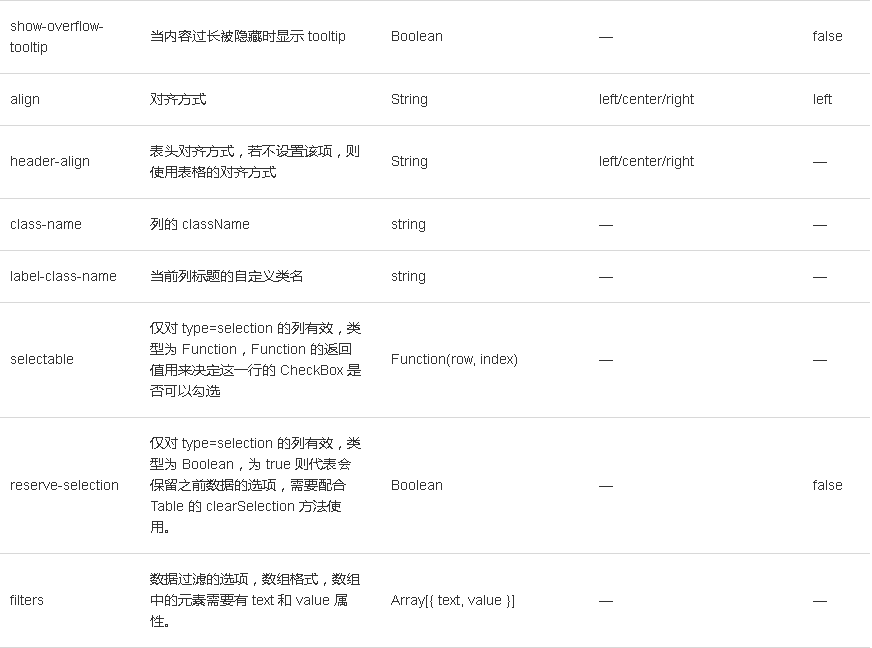 show-overflow-
tooltip
当内容过长被隐藏时显示 tooltip
Boolean
—
false
align
对齐方式
String
left/center/right
left
header-align
表头对齐方式，若不设置该项，则
使用表格的对齐方式
String
left/center/right
—
class-name
列的 className
string
—
—
label-class-name
当前列标题的自定义类名
string
—
—
selectable
仅对 type=selection 的列有效，类
型为 Function，Function 的返回
值用来决定这一行的 CheckBox 是
否可以勾选
Function(row, index)
—
—
reserve-selection
仅对 type=selection 的列有效，类
型为 Boolean，为 true 则代表会
保留之前数据的选项，需要配合
Table 的 clearSelection 方法使
用。
Boolean
—
false
filters
数据过滤的选项，数组格式，数组
中的元素需要有 text 和 value 属
性。
Array[{ text, value }]
—
—